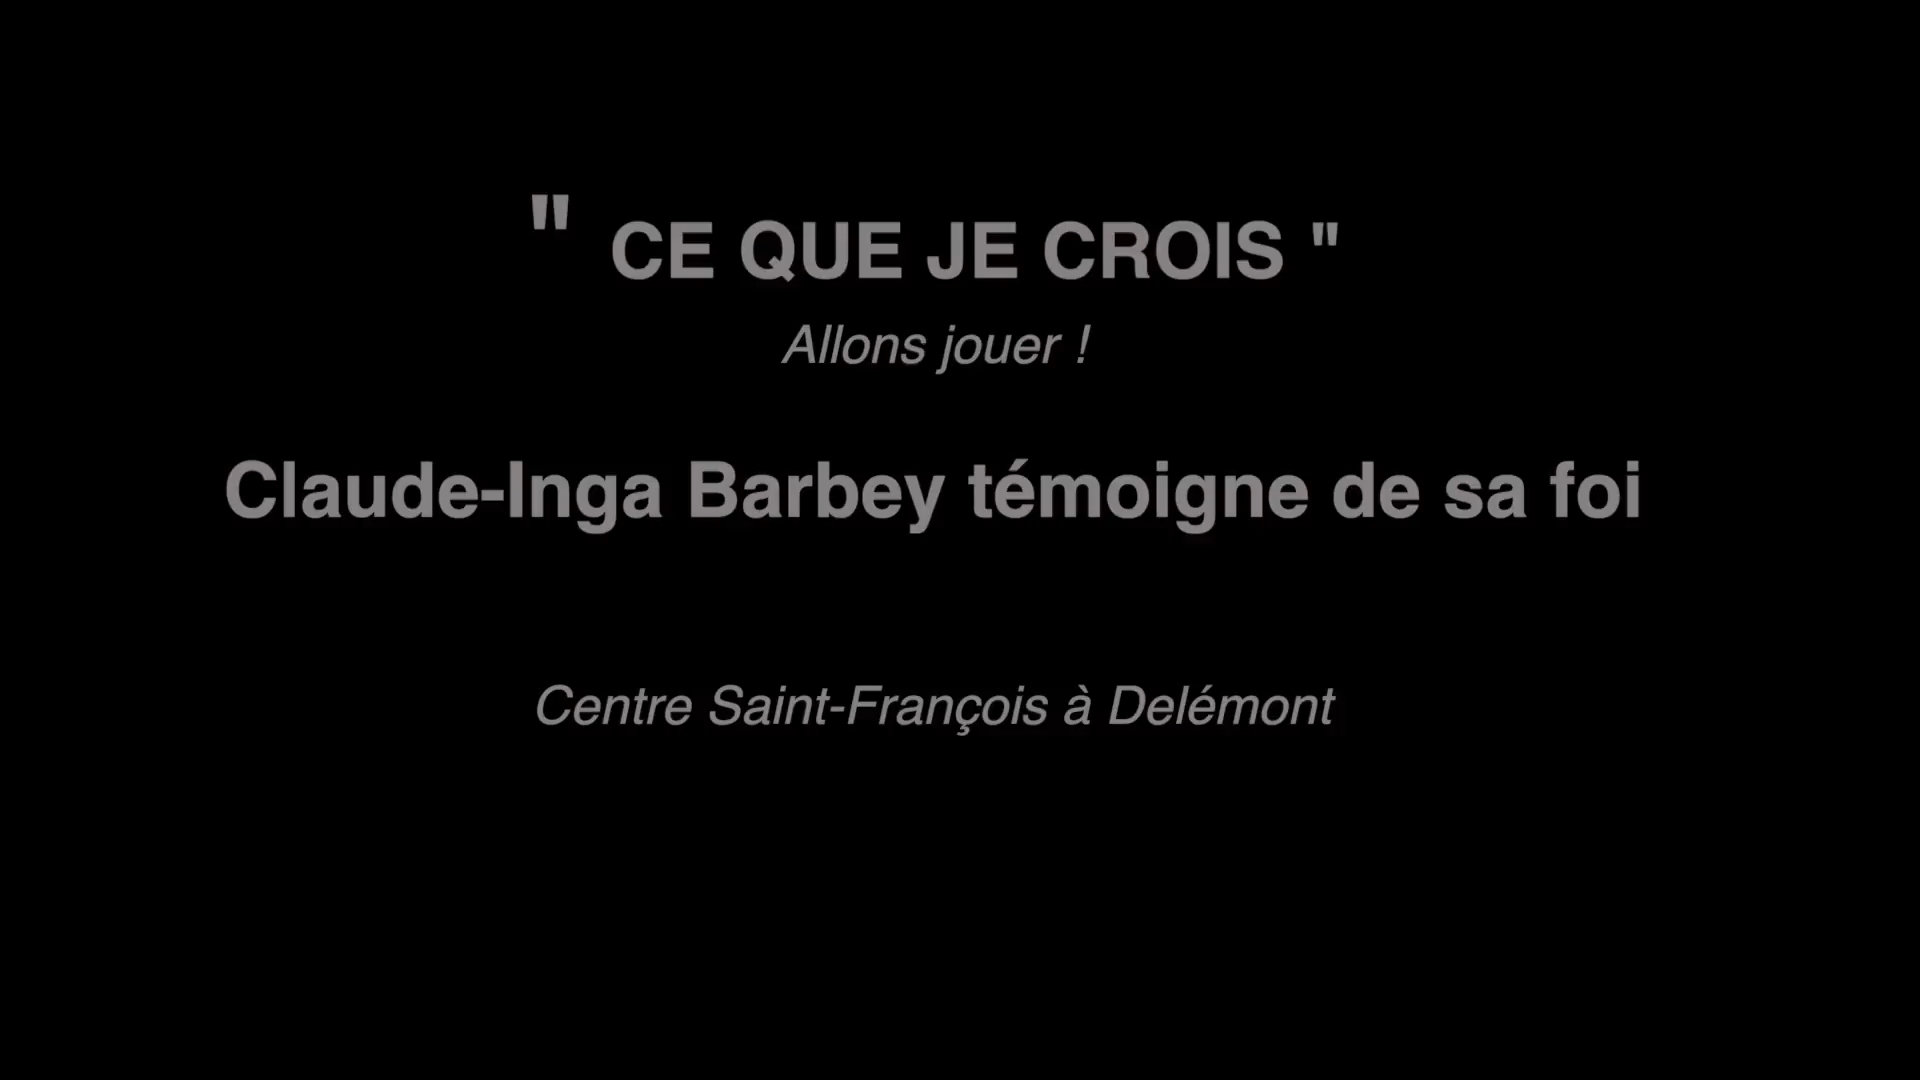 " CE QUE JE CROIS "
Allons jouer !
Claude-Inga Barbey témoigne de sa foi
Centre Saint-François à Delémont